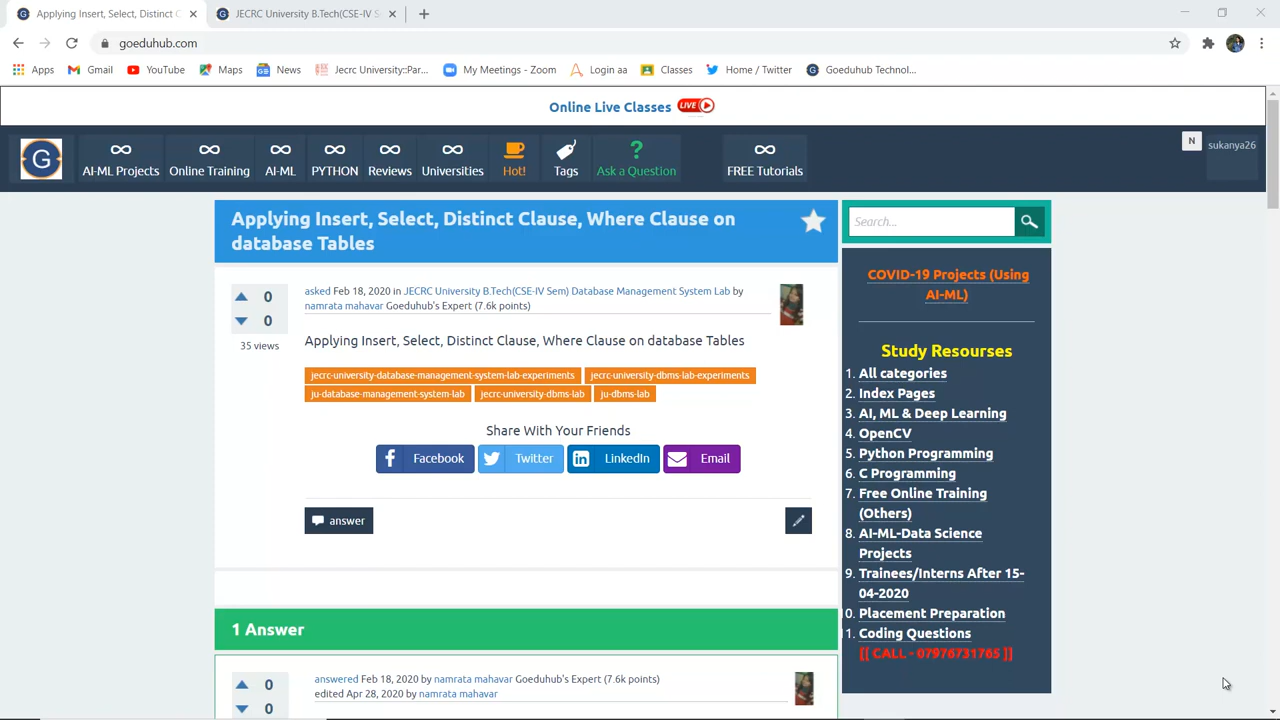 Applying Insert, Select, Distinct C
JECRC University B.Tech(CSE-IV S
goeduhub.com
Apps
Gmail
YouTube
Maps
News
Jecrc University::Par...
My Meetings - Zoom
Login aa
Classes
Home / Twitter
Goeduhub Technol...
Online Live Classes LIVE
G
AI-ML Projects
Online Training
AI-ML
PYTHON
Reviews
Universities
Hot!
Tags
? Ask a Question
FREE Tutorials
N
sukanya26
Applying Insert, Select, Distinct Clause, Where Clause on
database Tables
Search...
0
0
35 views
asked Feb 18, 2020 in JECRC University B.Tech(CSE-IV Sem) Database Management System Lab by
namrata mahavar Goeduhub's Expert (7.6k points)
Applying Insert, Select, Distinct Clause, Where Clause on database Tables
jecrc-university-database-management-system-lab-experiments
jecrc-university-dbms-lab-experiments
ju-database-management-system-lab
jecrc-university-dbms-lab
ju-dbms-lab
Share With Your Friends
Facebook
Twitter
LinkedIn
Email
answer
1 Answer
0
0
answered Feb 18, 2020 by namrata mahavar Goeduhub's Expert (7.6k points)
edited Apr 28, 2020 by namrata mahavar
COVID-19 Projects (Using
AI-ML)
Study Resourses
1. All categories
2. Index Pages
3. AI, ML & Deep Learning
4. OpenCV
5. Python Programming
6. C Programming
7. Free Online Training
(Others)
8. AI-ML-Data Science
Projects
9. Trainees/Interns After 15-
04-2020
10. Placement Preparation
11. Coding Questions
[[ CALL - 07976731765 ]]